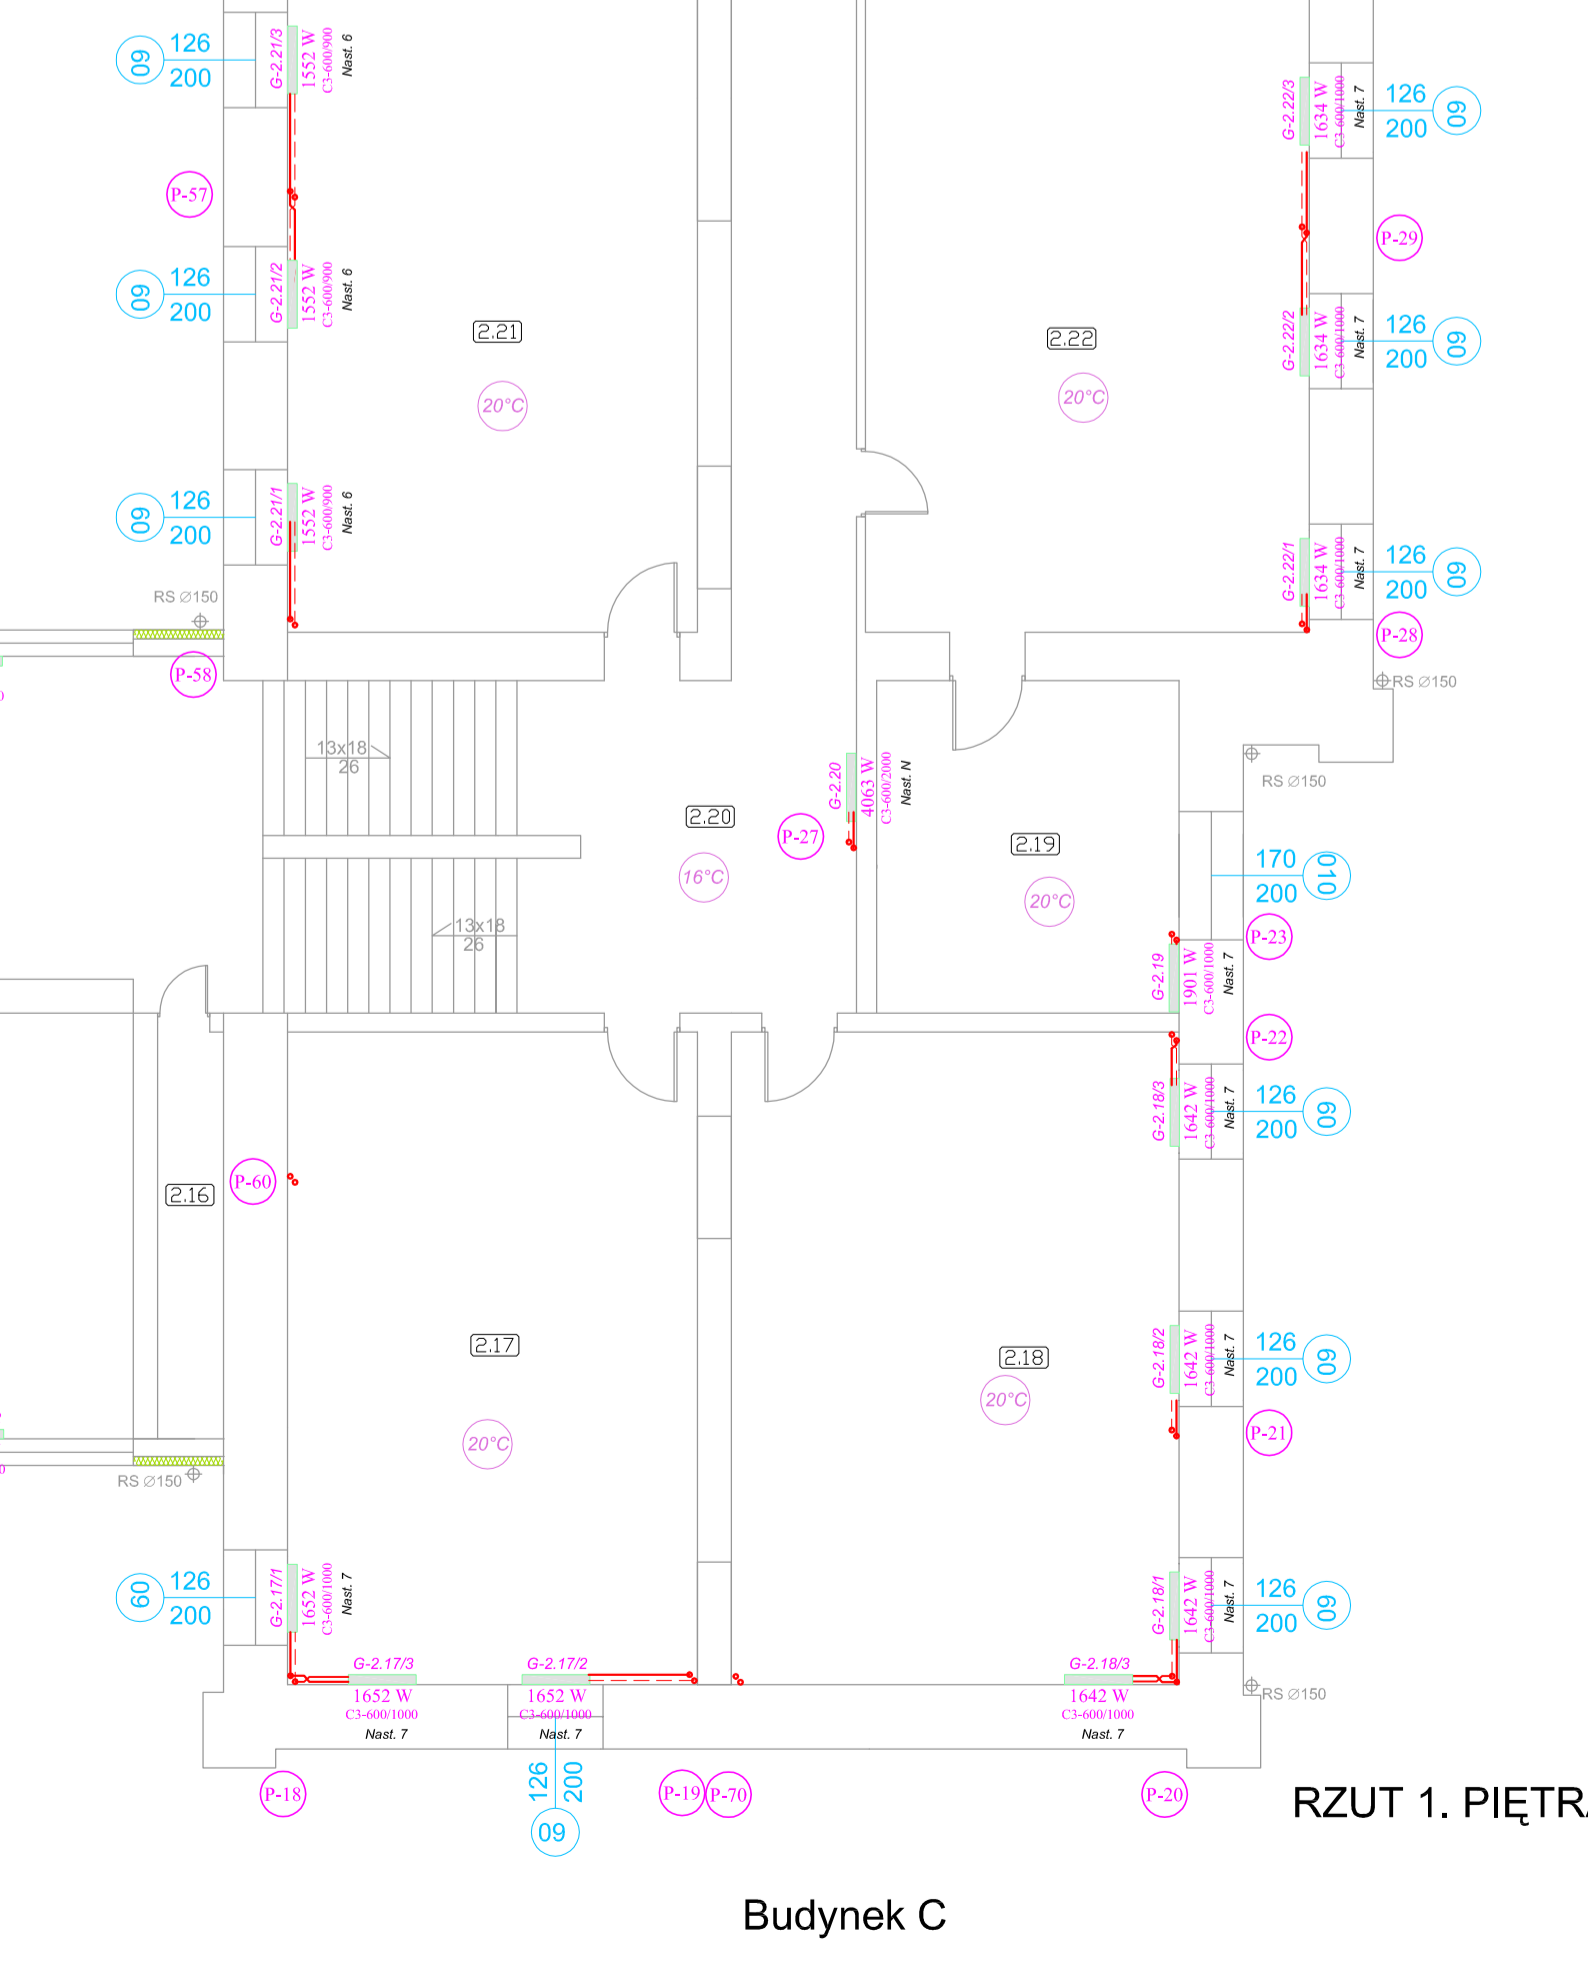 126
200
09
G-2.21/3
1552 W
C3-600/900
Nast. 6
P-57
126
200
09
G-2.21/2
1552 W
C3-600/900
Nast. 6
2.21
20°C
126
200
09
G-2.21/1
1552 W
C3-600/900
Nast. 6
RS Ø150
P-58
G-2.22/3
1634 W
C3-600/1000
Nast. 7
126
200
09
P-29
G-2.22/2
1634 W
C3-600/1000
Nast. 7
126
200
09
2.22
20°C
G-2.22/1
1634 W
C3-600/1000
Nast. 7
126
200
09
P-28
RS Ø150
RS Ø150
13x18
26
13x18
26
G-2.20
4063 W
C3-600/2000
Nast. N
P-27
2.20
16°C
2.19
20°C
170
200
010
P-23
G-2.19
1901 W
C3-600/1000
Nast. 7
P-22
G-2.18/3
1642 W
C3-600/1000
Nast. 7
126
200
09
P-60
2.16
2.17
20°C
2.18
20°C
G-2.18/2
1642 W
C3-600/1000
Nast. 7
126
200
09
P-21
RS Ø150
126
200
09
G-2.17/1
1652 W
C3-600/1000
Nast. 7
G-2.18/1
1642 W
C3-600/1000
Nast. 7
126
200
09
G-2.17/3
1652 W
C3-600/1000
Nast. 7
G-2.17/2
1652 W
C3-600/1000
Nast. 7
G-2.18/3
1642 W
C3-600/1000
Nast. 7
RS Ø150
P-18
126
200
09
P-19
P-70
P-20
RZUT 1. PIĘTRA
Budynek C